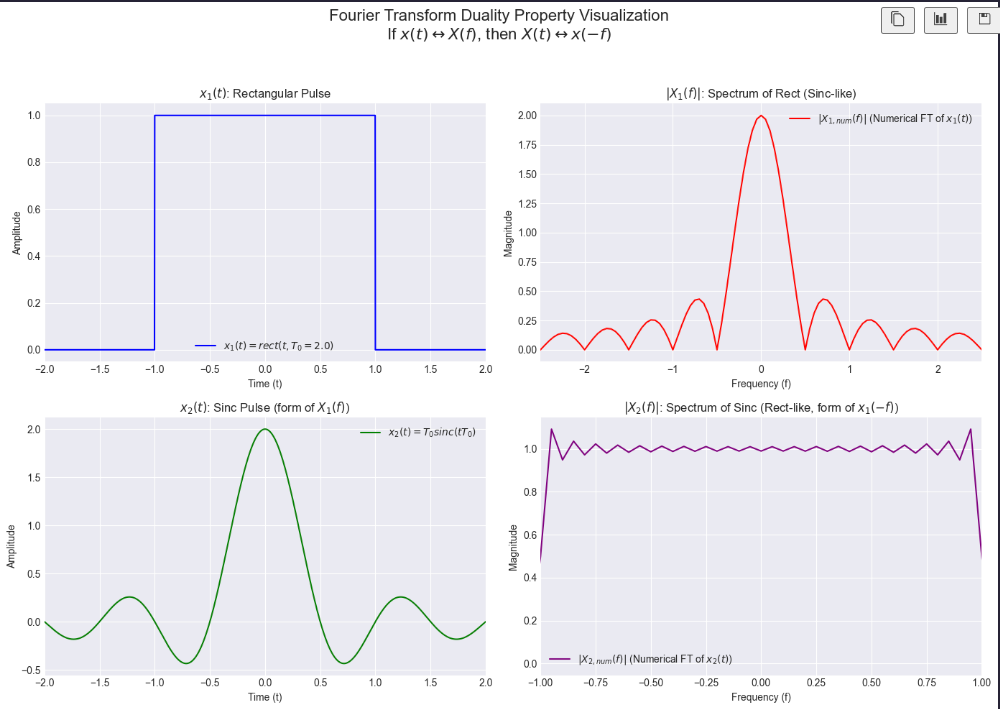 Fourier Transform Duality Property Visualization
If x(t) ↔ X(f), then X(t) ↔ x(−f)
x₁(t): Rectangular Pulse
1.0
0.8
0.6
0.4
0.2
0.0
Amplitude
x₁(t) = rect(t, T₀ = 2.0)
−2.0 −1.5 −1.0 −0.5 0.0 0.5 1.0 1.5 2.0
Time (t)
|X₁(f)|: Spectrum of Rect (Sinc-like)
|X₁,num(f)| (Numerical FT of x₁(t))
2.00
1.75
1.50
1.25
1.00
0.75
0.50
0.25
0.00
Magnitude
−2 −1 0 1 2
Frequency (f)
x₂(t): Sinc Pulse (form of X₁(f))
x₂(t) = T₀sinc(tT₀)
2.0
1.5
1.0
0.5
0.0
−0.5
Amplitude
−2.0 −1.5 −1.0 −0.5 0.0 0.5 1.0 1.5 2.0
Time (t)
|X₂(f)|: Spectrum of Sinc (Rect-like, form of x₁(−f))
1.0
0.8
0.6
0.4
0.2
0.0
Magnitude
|X₂,num(f)| (Numerical FT of x₂(t))
−1.00 −0.75 −0.50 −0.25 0.00 0.25 0.50 0.75 1.00
Frequency (f)